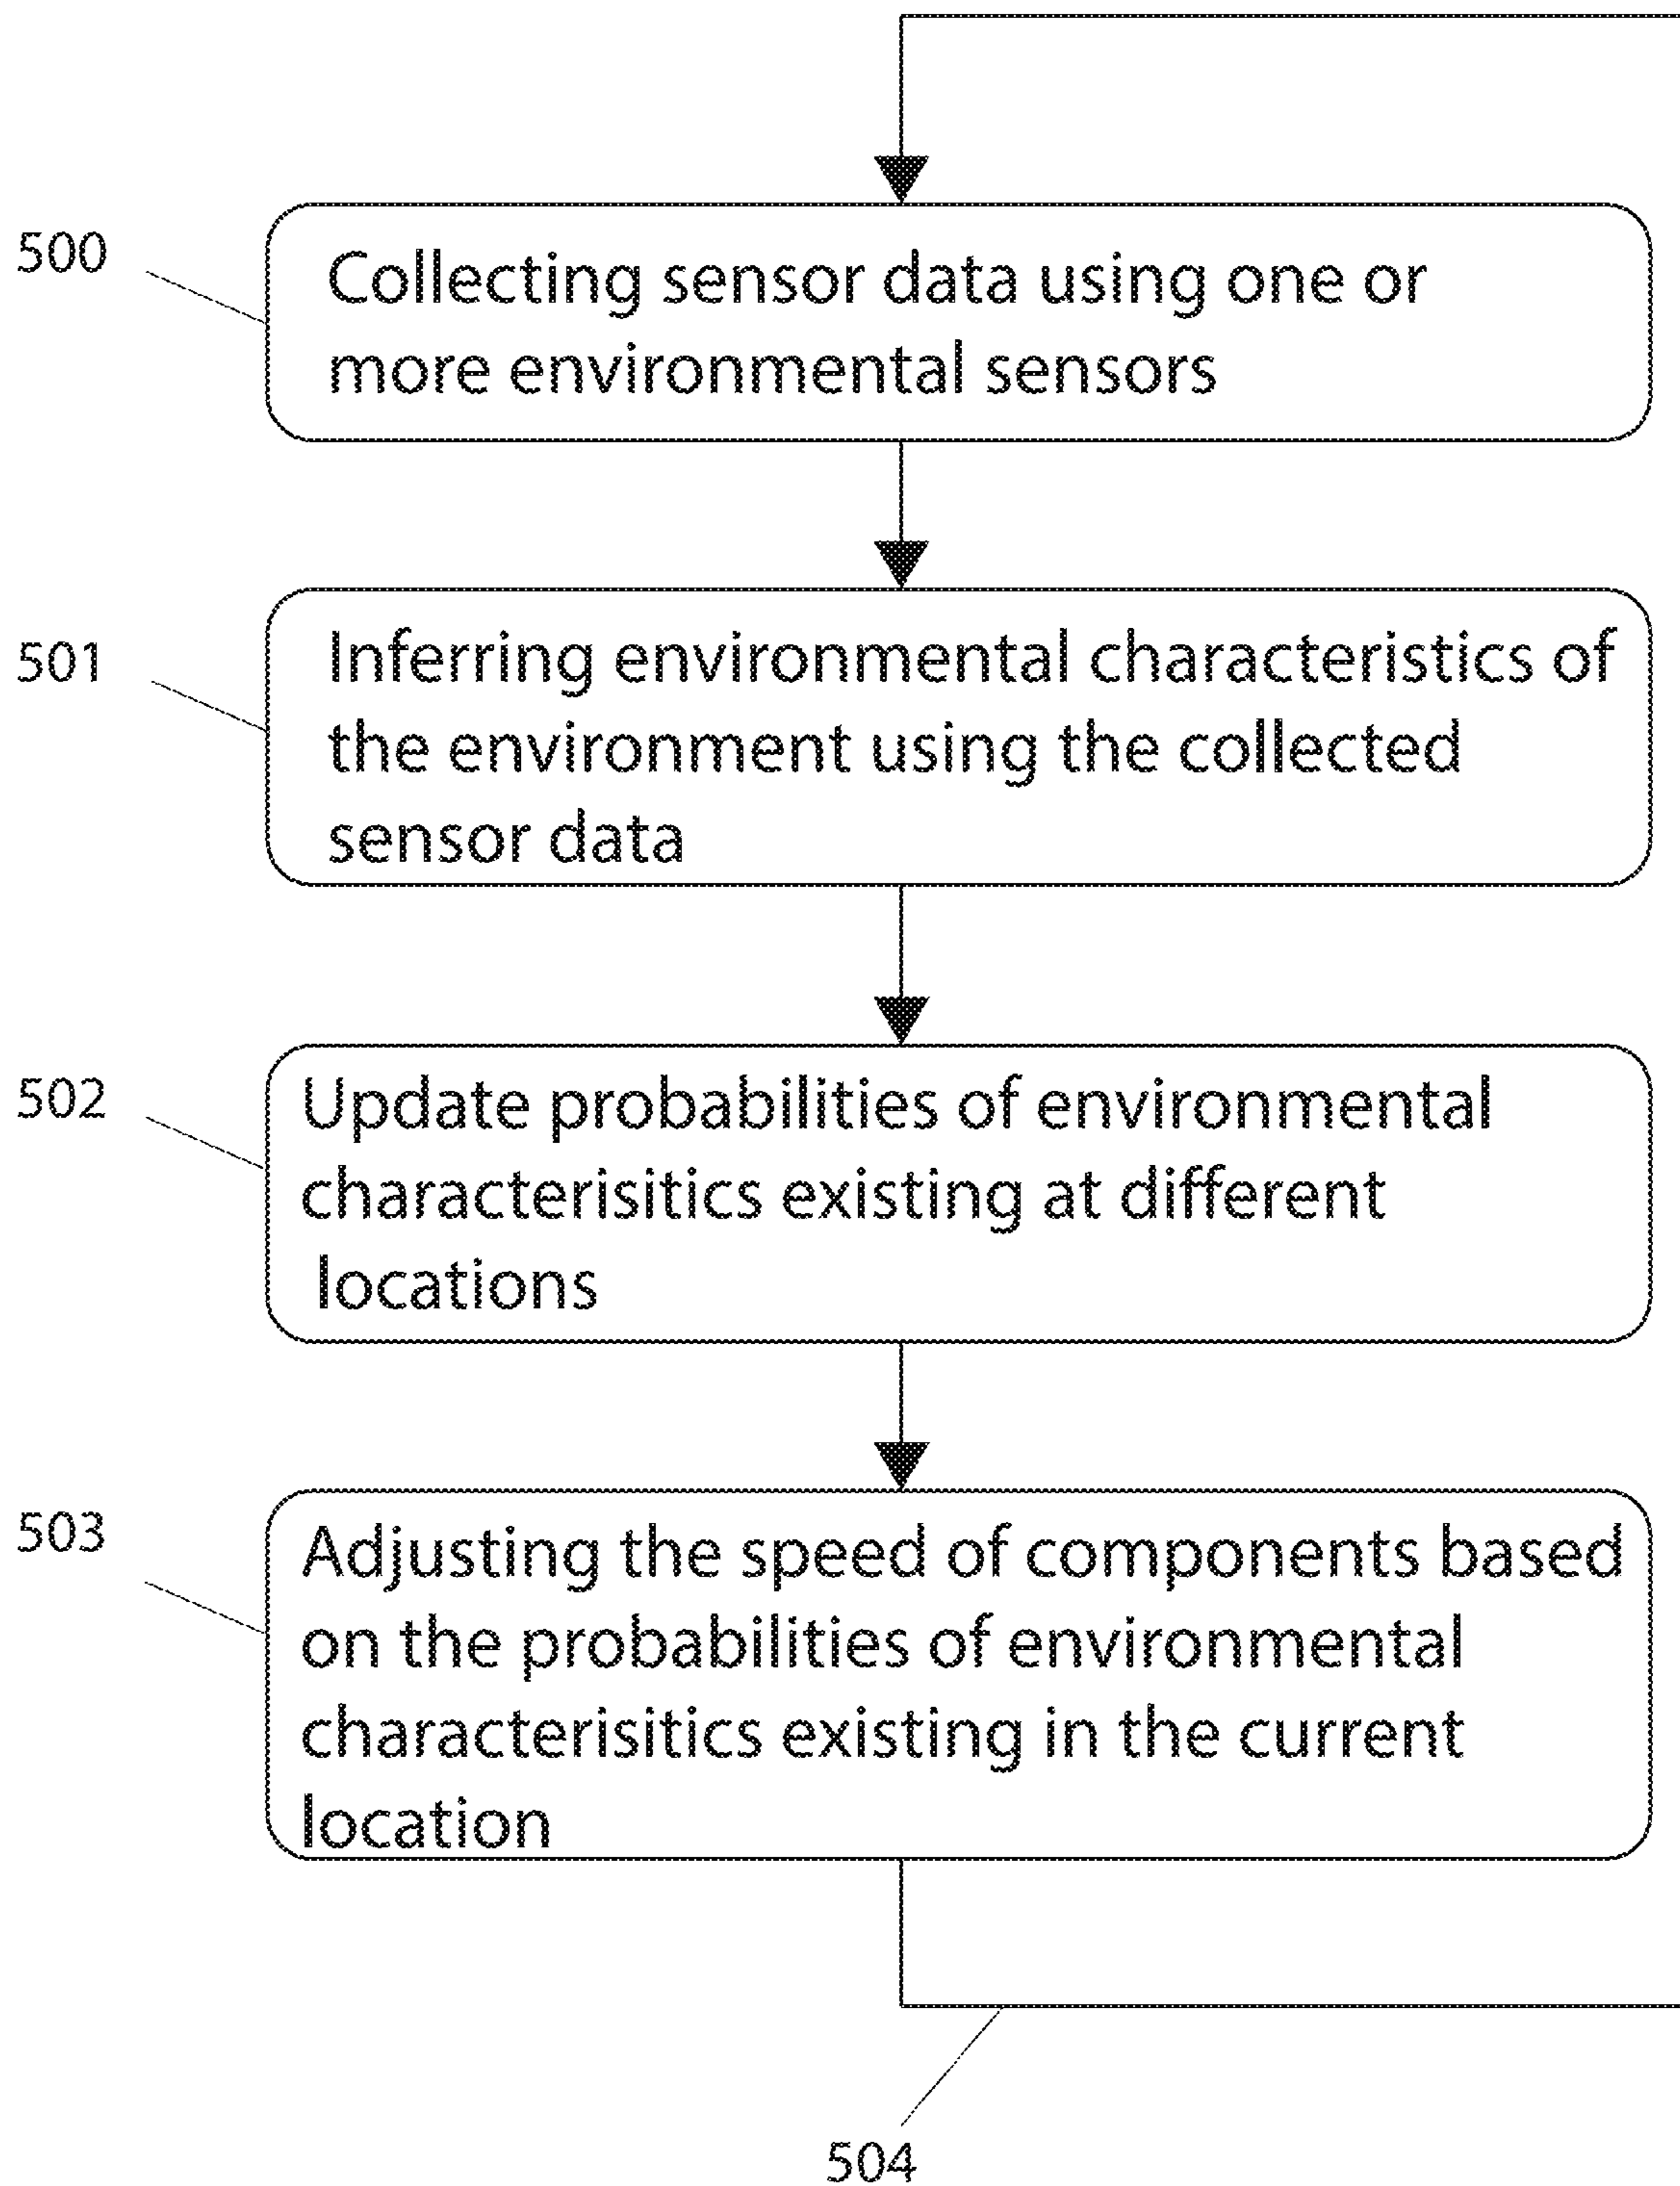 500
Collecting sensor data using one or
more environmental sensors
501
Inferring environmental characteristics of
the environment using the collected
sensor data
502
Update probabilities of environmental
characterisitics existing at different
locations
503
Adjusting the speed of components based
on the probabilities of environmental
characterisitics existing in the current
location
504